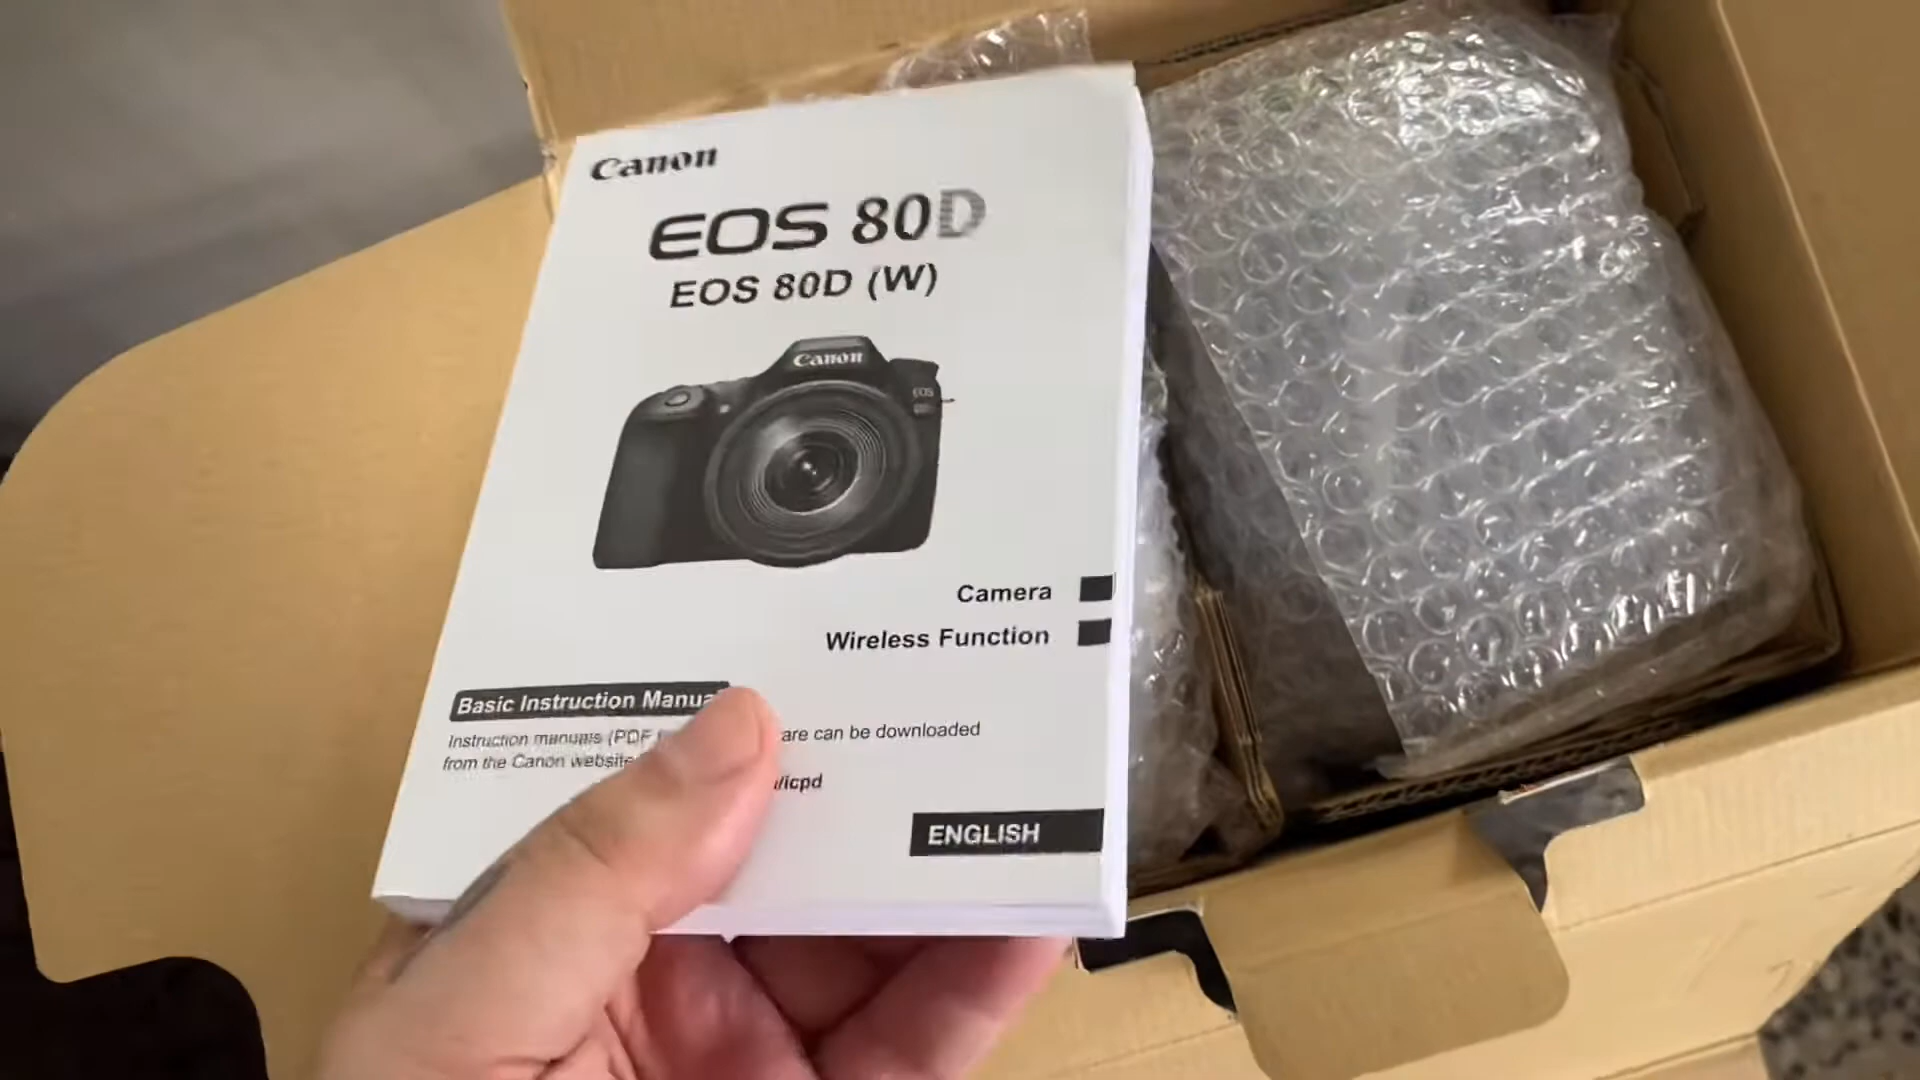 Canon
EOS 80D
EOS 80D (W)
Canon
EOS
Camera
Wireless Function
Basic Instruction Manua
Instruction manuals (PDF are can be downloaded
from the Canon website
/icpd
ENGLISH